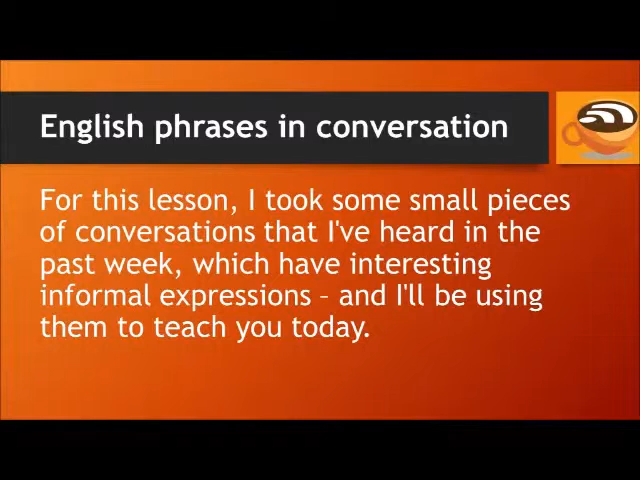 English phrases in conversation
For this lesson, I took some small pieces
of conversations that I've heard in the
past week, which have interesting
informal expressions – and I'll be using
them to teach you today.